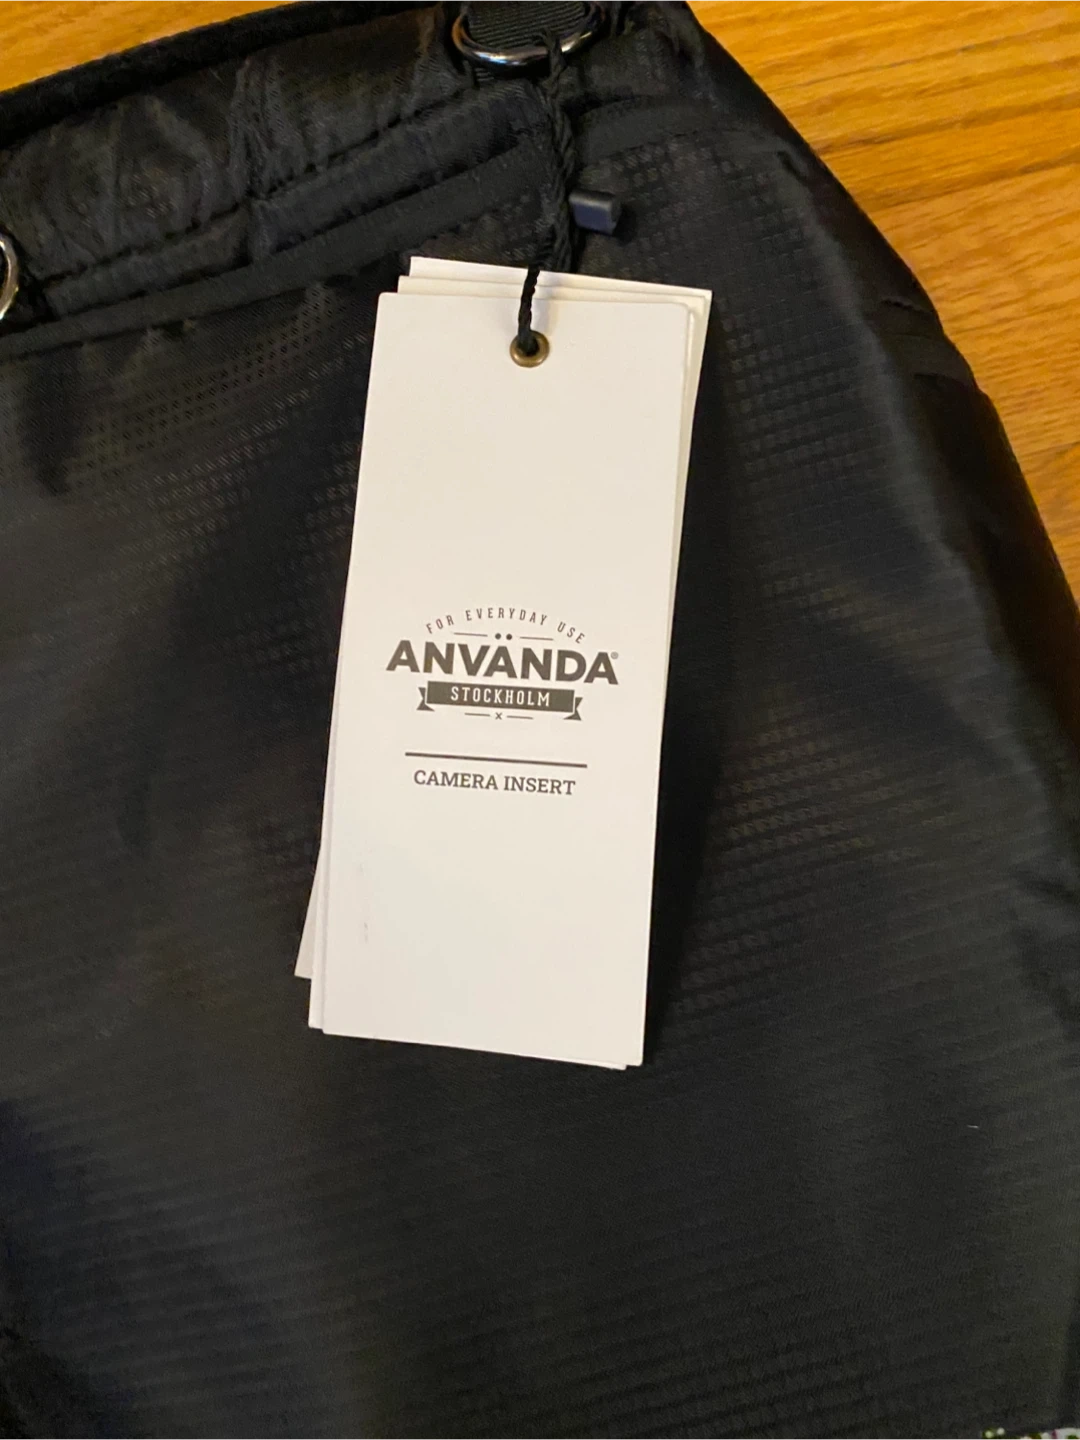 FOR EVERYDAY USE
ANVÄNDA®
STOCKHOLM
x
CAMERA INSERT